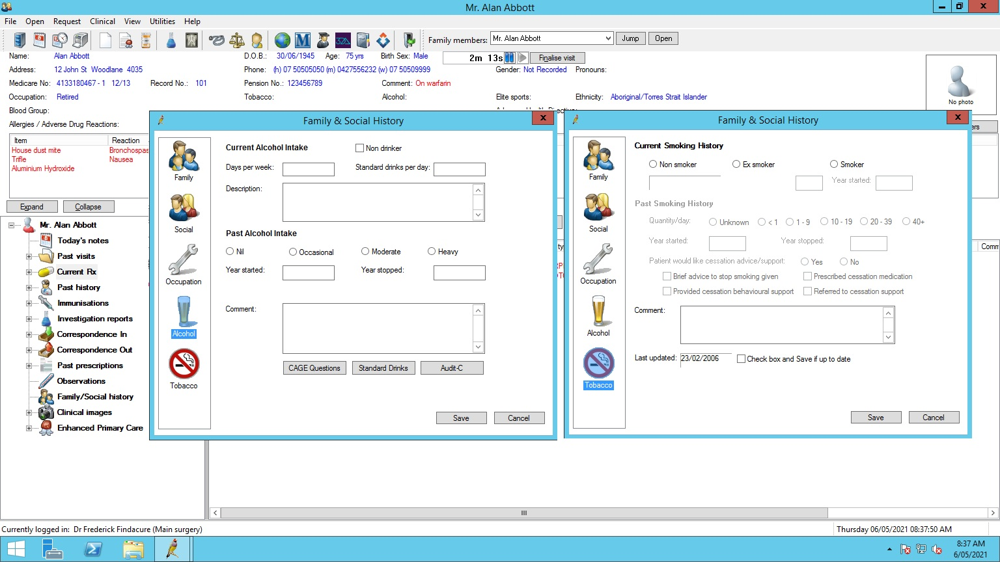 Mr. Alan Abbott
File Open Request Clinical View Utilities Help
Family members: Mr. Alan Abbott Jump Open
Name: Alan Abbott D.O.B.: 30/06/1945 Age: 75 yrs Birth Sex: Male 2m 13s Finalise visit
Address: 12 John St Woodlane 4035 Phone: (h) 07 50505050 (m) 0427556232 (w) 07 50509999 Gender: Not Recorded Pronouns:
Medicare No: 4133180467 - 1 12/13 Record No.: 101 Pension No.: 123456789 Comment: On warfarin
Occupation: Retired Tobacco: Alcohol: Elite sports: Ethnicity: Aboriginal/Torres Strait Islander
No photo
Blood Group:
Allergies / Adverse Drug Reactions:
Item Reaction
House dust mite Bronchospas
Trifle Nausea
Aluminium Hydroxide
Expand Collapse
Mr. Alan Abbott
Today's notes
Past visits
Current Rx
Past history
Immunisations
Investigation reports
Correspondence In
Correspondence Out
Past prescriptions
Observations
Family/Social history
Clinical images
Enhanced Primary Care
Family & Social History
Family
Social
Occupation
Alcohol
Tobacco
Current Alcohol Intake Non drinker
Days per week: Standard drinks per day:
Description:
Past Alcohol Intake
Nil Occasional Moderate Heavy
Year started: Year stopped:
Comment:
CAGE Questions Standard Drinks Audit-C
Save Cancel
Family & Social History
Family
Social
Occupation
Alcohol
Tobacco
Current Smoking History
Non smoker Ex smoker Smoker
Year started:
Past Smoking History
Quantity/day: Unknown < 1 1 - 9 10 - 19 20 - 39 40+
Year started: Year stopped:
Patient would like cessation advice/support: Yes No
Brief advice to stop smoking given Prescribed cessation medication
Provided cessation behavioural support Referred to cessation support
Comment:
Last updated: 23/02/2006 Check box and Save if up to date
Save Cancel
ers
Comm
Currently logged in: Dr Frederick Findacure (Main surgery) Thursday 06/05/2021 08:37:50 AM
8:37 AM
6/05/2021